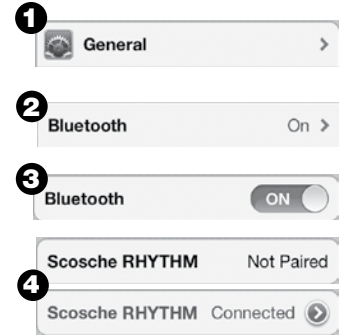 1
General
2
Bluetooth On
3
Bluetooth ON
Scosche RHYTHM Not Paired
4
Scosche RHYTHM Connected